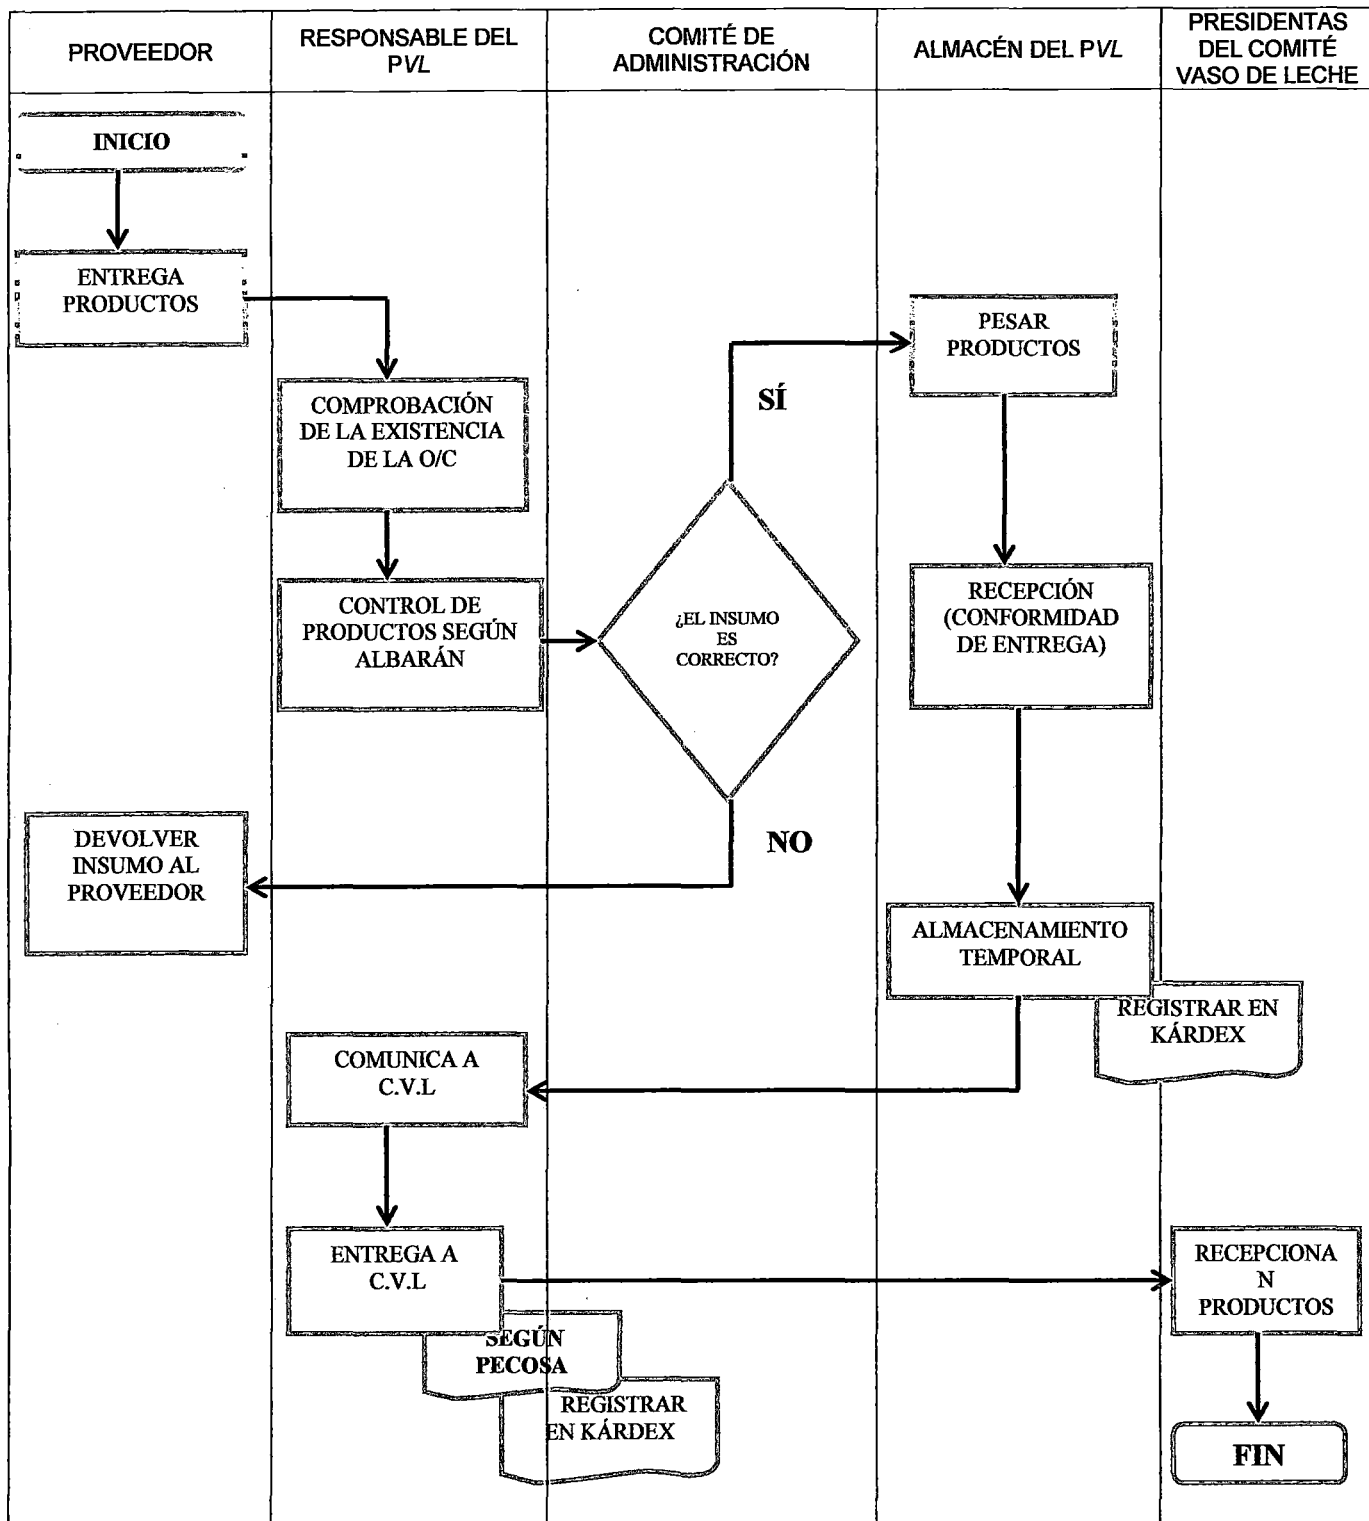 PROVEEDOR
RESPONSABLE DEL
PVL
COMITÉ DE
ADMINISTRACIÓN
ALMACÉN DEL PVL
PRESIDENTAS
DEL COMITÉ
VASO DE LECHE
INICIO
ENTREGA
PRODUCTOS
COMPROBACIÓN
DE LA EXISTENCIA
DE LA O/C
CONTROL DE
PRODUCTOS SEGÚN
ALBARÁN
¿EL INSUMO
ES
CORRECTO?
SÍ
PESAR
PRODUCTOS
RECEPCIÓN
(CONFORMIDAD
DE ENTREGA)
NO
DEVOLVER
INSUMO AL
PROVEEDOR
ALMACENAMIENTO
TEMPORAL
REGISTRAR EN
KÁRDEX
COMUNICA A
C.V.L
ENTREGA A
C.V.L
SEGÚN
PECOSA
REGISTRAR
EN KÁRDEX
RECEPCIONA
N
PRODUCTOS
FIN